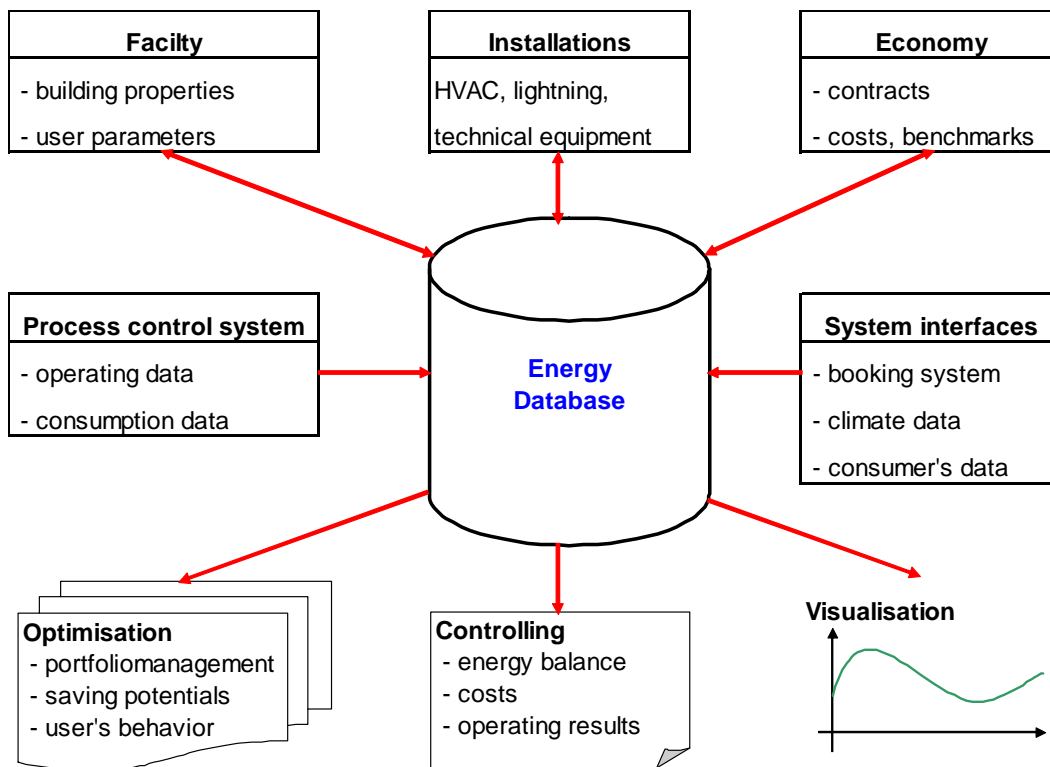 Facilty
- building properties
- user parameters
Installations
HVAC, lightning,
technical equipment
Economy
- contracts
- costs, benchmarks
Process control system
- operating data
- consumption data
Energy
Database
System interfaces
- booking system
- climate data
- consumer's data
Optimisation
- portfoliomanagement
- saving potentials
- user's behavior
Controlling
- energy balance
- costs
- operating results
Visualisation